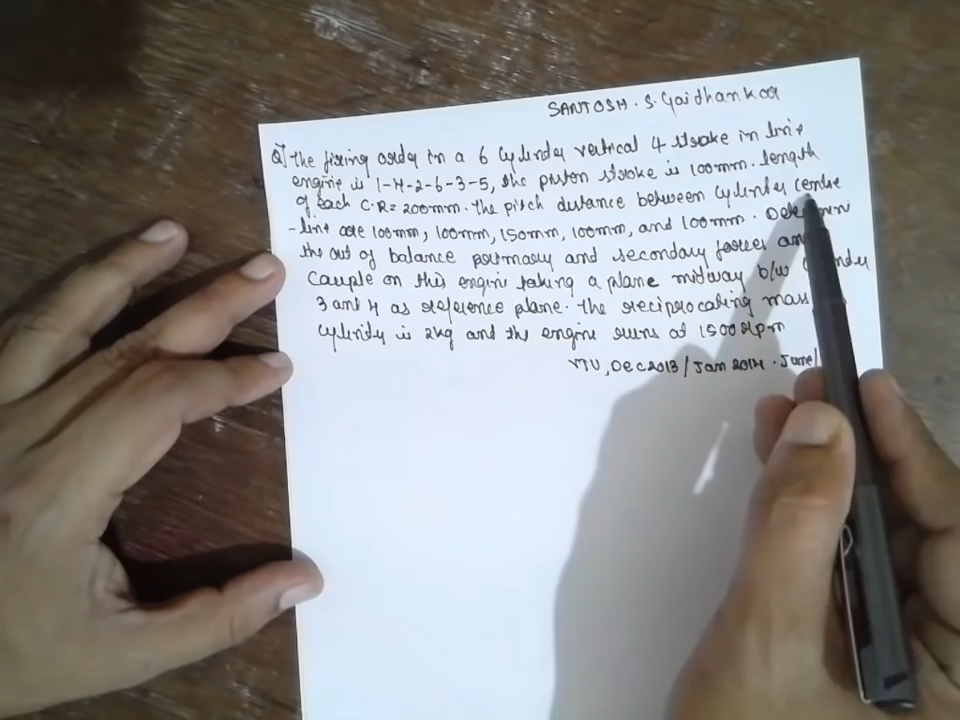 SANTOSH . S. Gaidhankar
Q] The firing order in a 6 Cylinder vertical 4 stroke in line
engine is 1-4-2-6-3-5, the piston stroke is 100mm. length
of each C.R = 200mm. The pitch distance between cylinder centre
-line are 100mm, 100mm, 150mm, 100mm, and 100mm.
the out of balance primary and secondary forces
Couple on this engine taking a plane midway b/w
3 and 4 as reference plane. The reciprocating mass
cylinder is 2kg and the engine runs at 1500 rpm
VTU, Dec 2013/Jan 2014 . June/